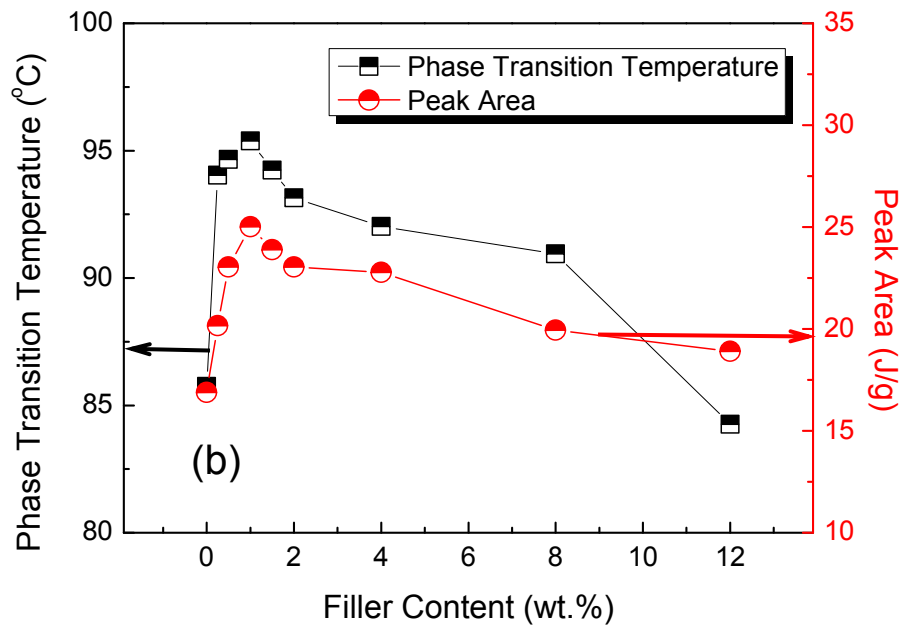 Phase Transition Temperature (°C)
100
95
90
85
80
Phase Transition Temperature
Peak Area
(b)
0 2 4 6 8 10 12
Filler Content (wt.%)
35
30
25
20
15
10
Peak Area (J/g)